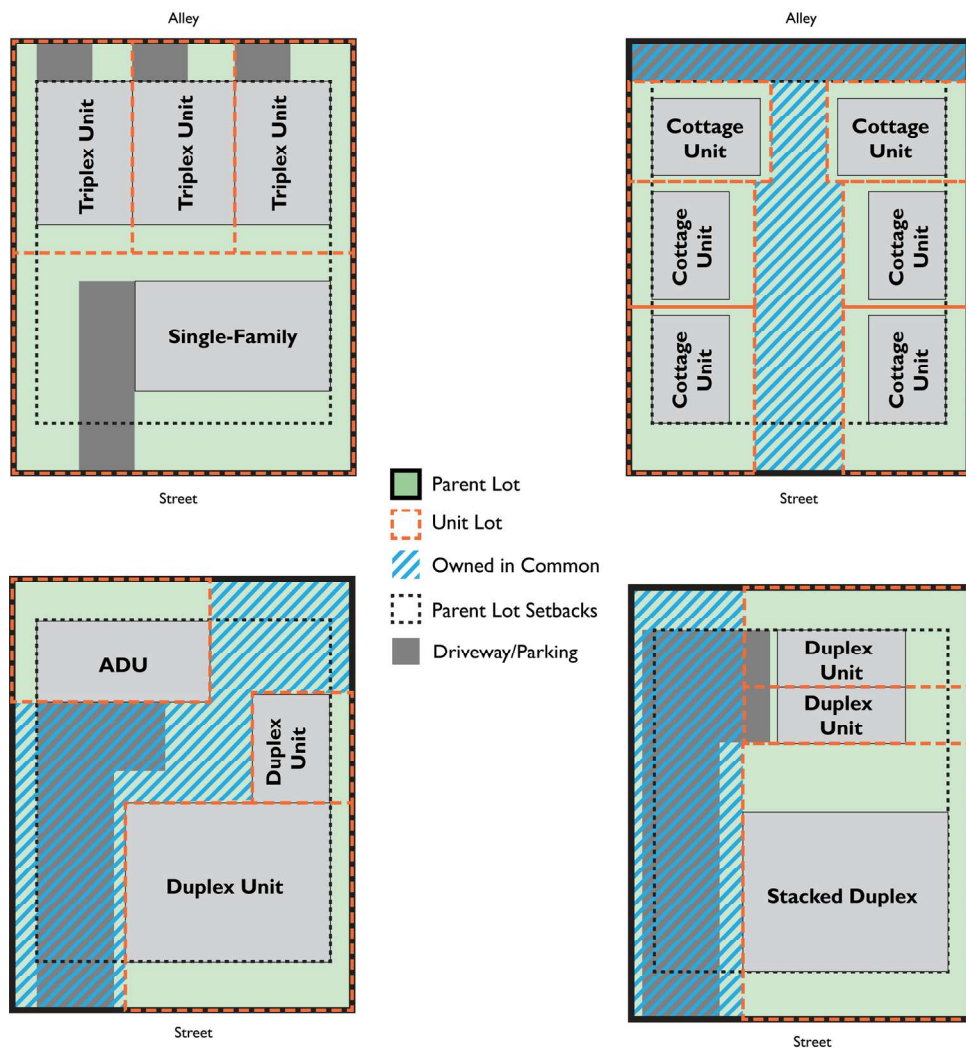 Alley
Triplex Unit
Triplex Unit
Triplex Unit
Single-Family
Street
Alley
Cottage
Unit
Cottage
Unit
Cottage
Unit
Cottage
Unit
Cottage
Unit
Cottage
Unit
Street
Parent Lot
Unit Lot
Owned in Common
Parent Lot Setbacks
Driveway/Parking
ADU
Duplex
Unit
Duplex Unit
Street
Duplex
Unit
Duplex
Unit
Stacked Duplex
Street